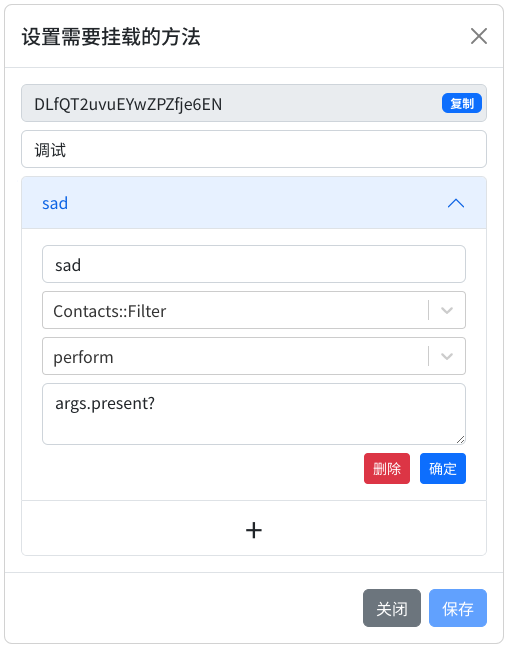 设置需要挂载的方法
DLfQT2uvuEYwZPZfje6EN 复制
调试
sad
sad
Contacts::Filter
perform
args.present?
删除 确定
+
关闭 保存